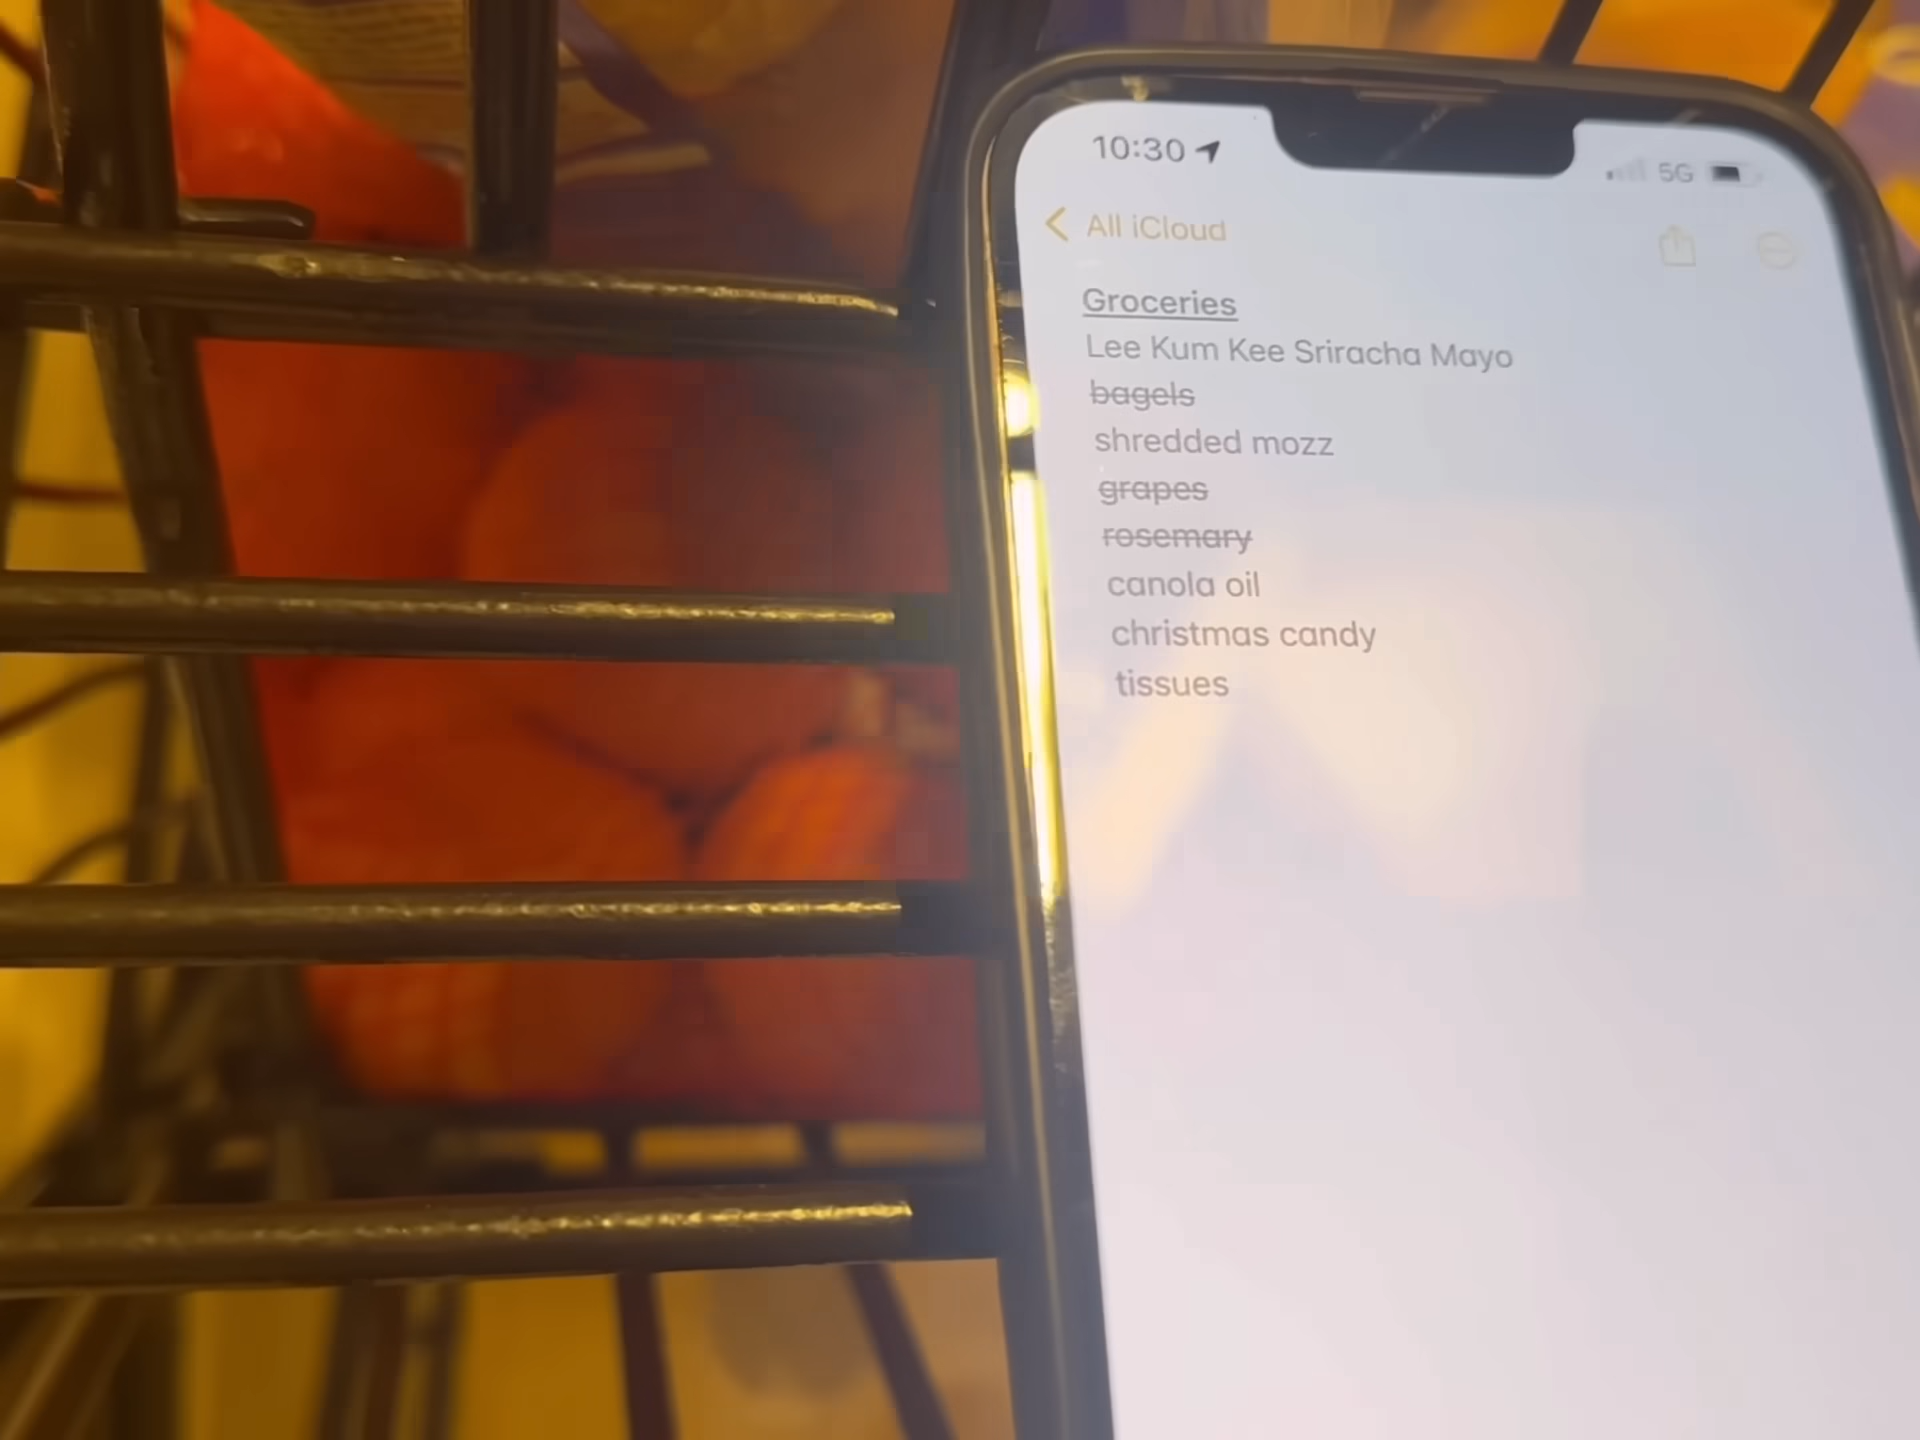 10:30
5G
All iCloud
Groceries
Lee Kum Kee Sriracha Mayo
bagels
shredded mozz
grapes
rosemary
canola oil
christmas candy
tissues